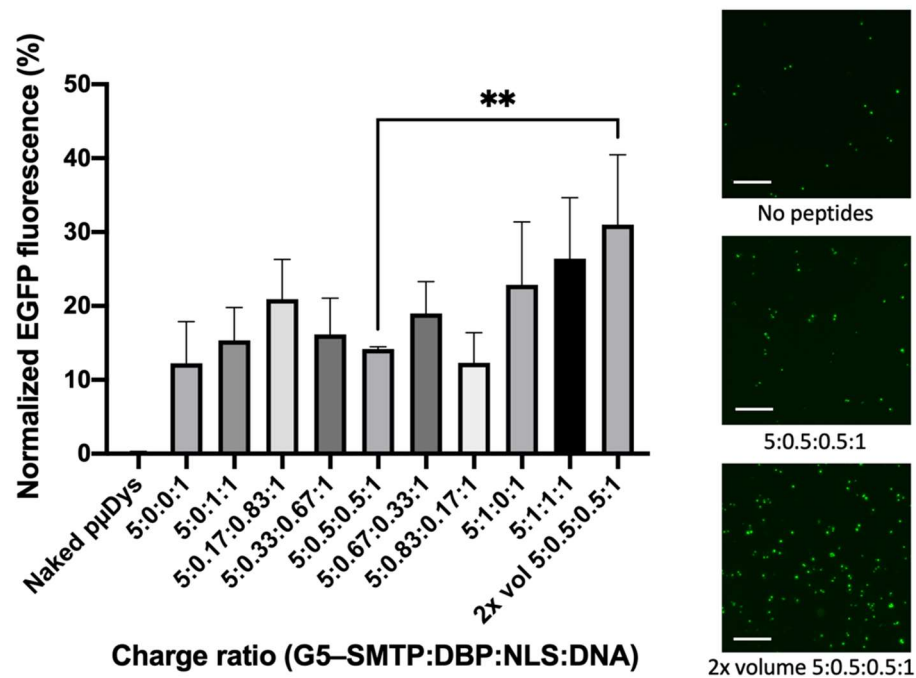 Normalized EGFP fluorescence (%)
50
40
30
20
10
0
**
Naked pμDys
5:0:0:1
5:0:1:1
5:0.17:0.83:1
5:0.33:0.67:1
5:0.5:0.5:1
5:0.67:0.33:1
5:0.83:0.17:1
5:1:0:1
5:1:1:1
2x vol 5:0.5:0.5:1
Charge ratio (G5–SMTP:DBP:NLS:DNA)
No peptides
5:0.5:0.5:1
2x volume 5:0.5:0.5:1